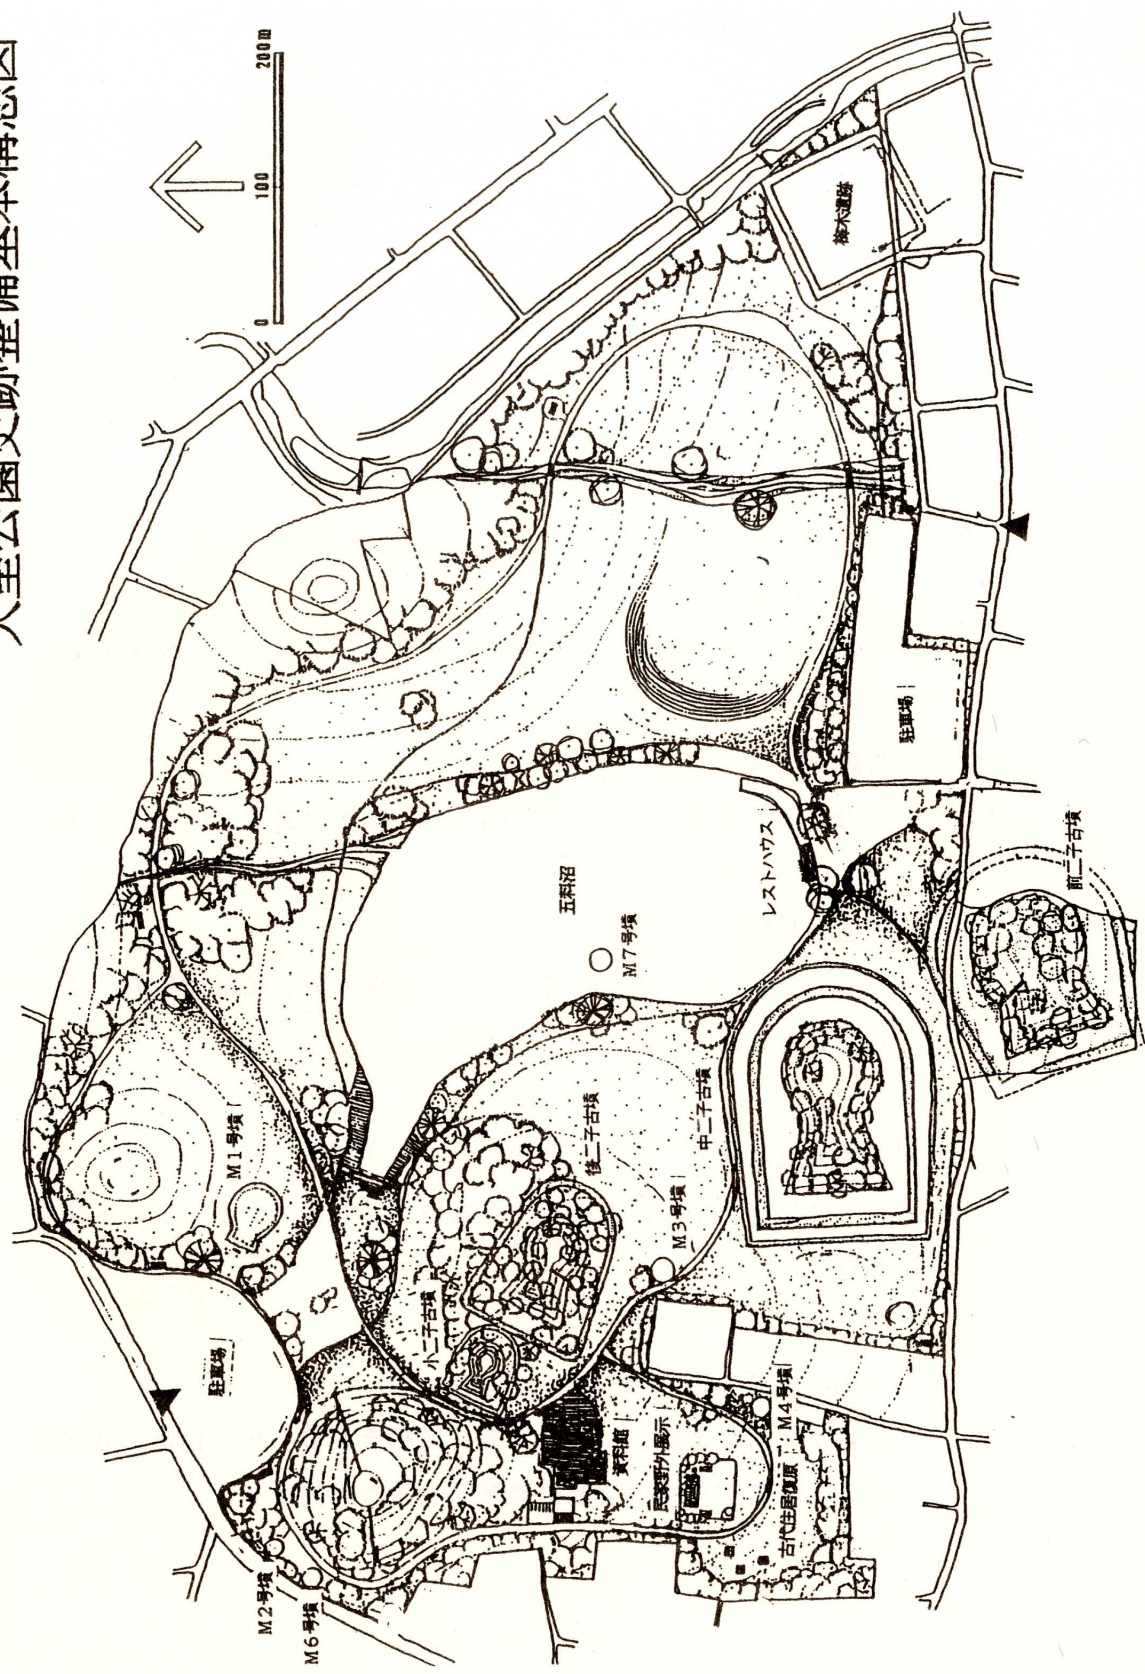 大室公園史跡整備基本構想図
0 100 200m
梅木遺跡
駐車場
五料沼
M7号墳
レストハウス
前二子古墳
中二子古墳
後二子古墳
M3号墳
小二子古墳
M1号墳
駐車場
資料館
民家野外展示
M4号墳
古代住居復原
M2号墳
M6号墳